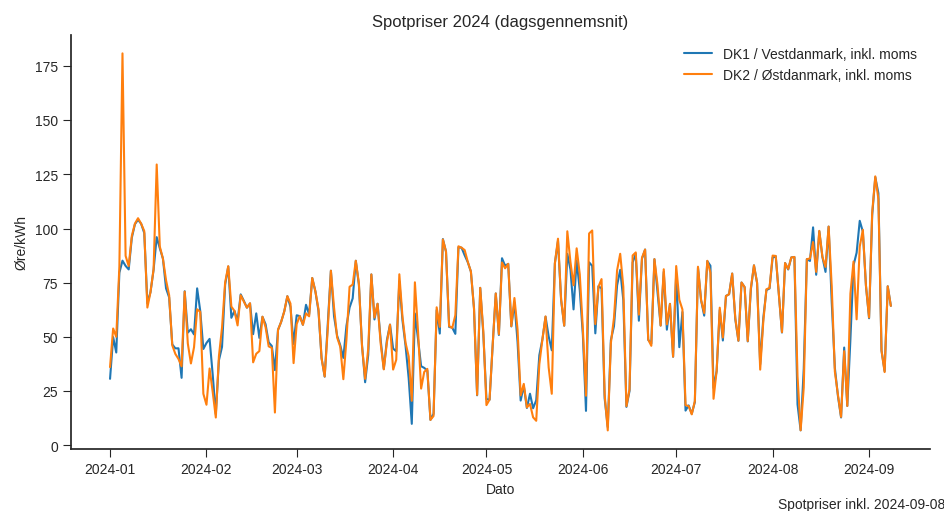 Spotpriser 2024 (dagsgennemsnit)
DK1 / Vestdanmark, inkl. moms
DK2 / Østdanmark, inkl. moms
Øre/kWh
175
150
125
100
75
50
25
0
2024-01 2024-02 2024-03 2024-04 2024-05 2024-06 2024-07 2024-08 2024-09
Dato
Spotpriser inkl. 2024-09-08